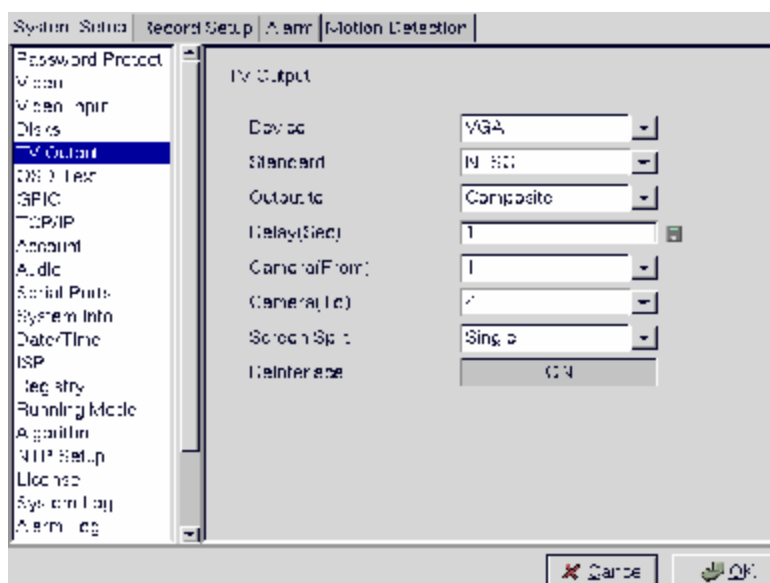 System Setup Record Setup Alarm Motion Detection
Password Protect
Video
Video Input
Disks
TV Output
OSD Text
GPIO
TCP/IP
Account
Audio
Serial Ports
System Info
Date/Time
ISP
Registry
Running Mode
Algorithm
NTP Setup
License
System Log
Alarm Log
TV Output
Device VGA
Standard NTSC
Output to Composite
Delay(Sec) 1
Camera(From) 1
Camera(To) 4
Screen Split Single
Deinterlace ON
Cancel OK